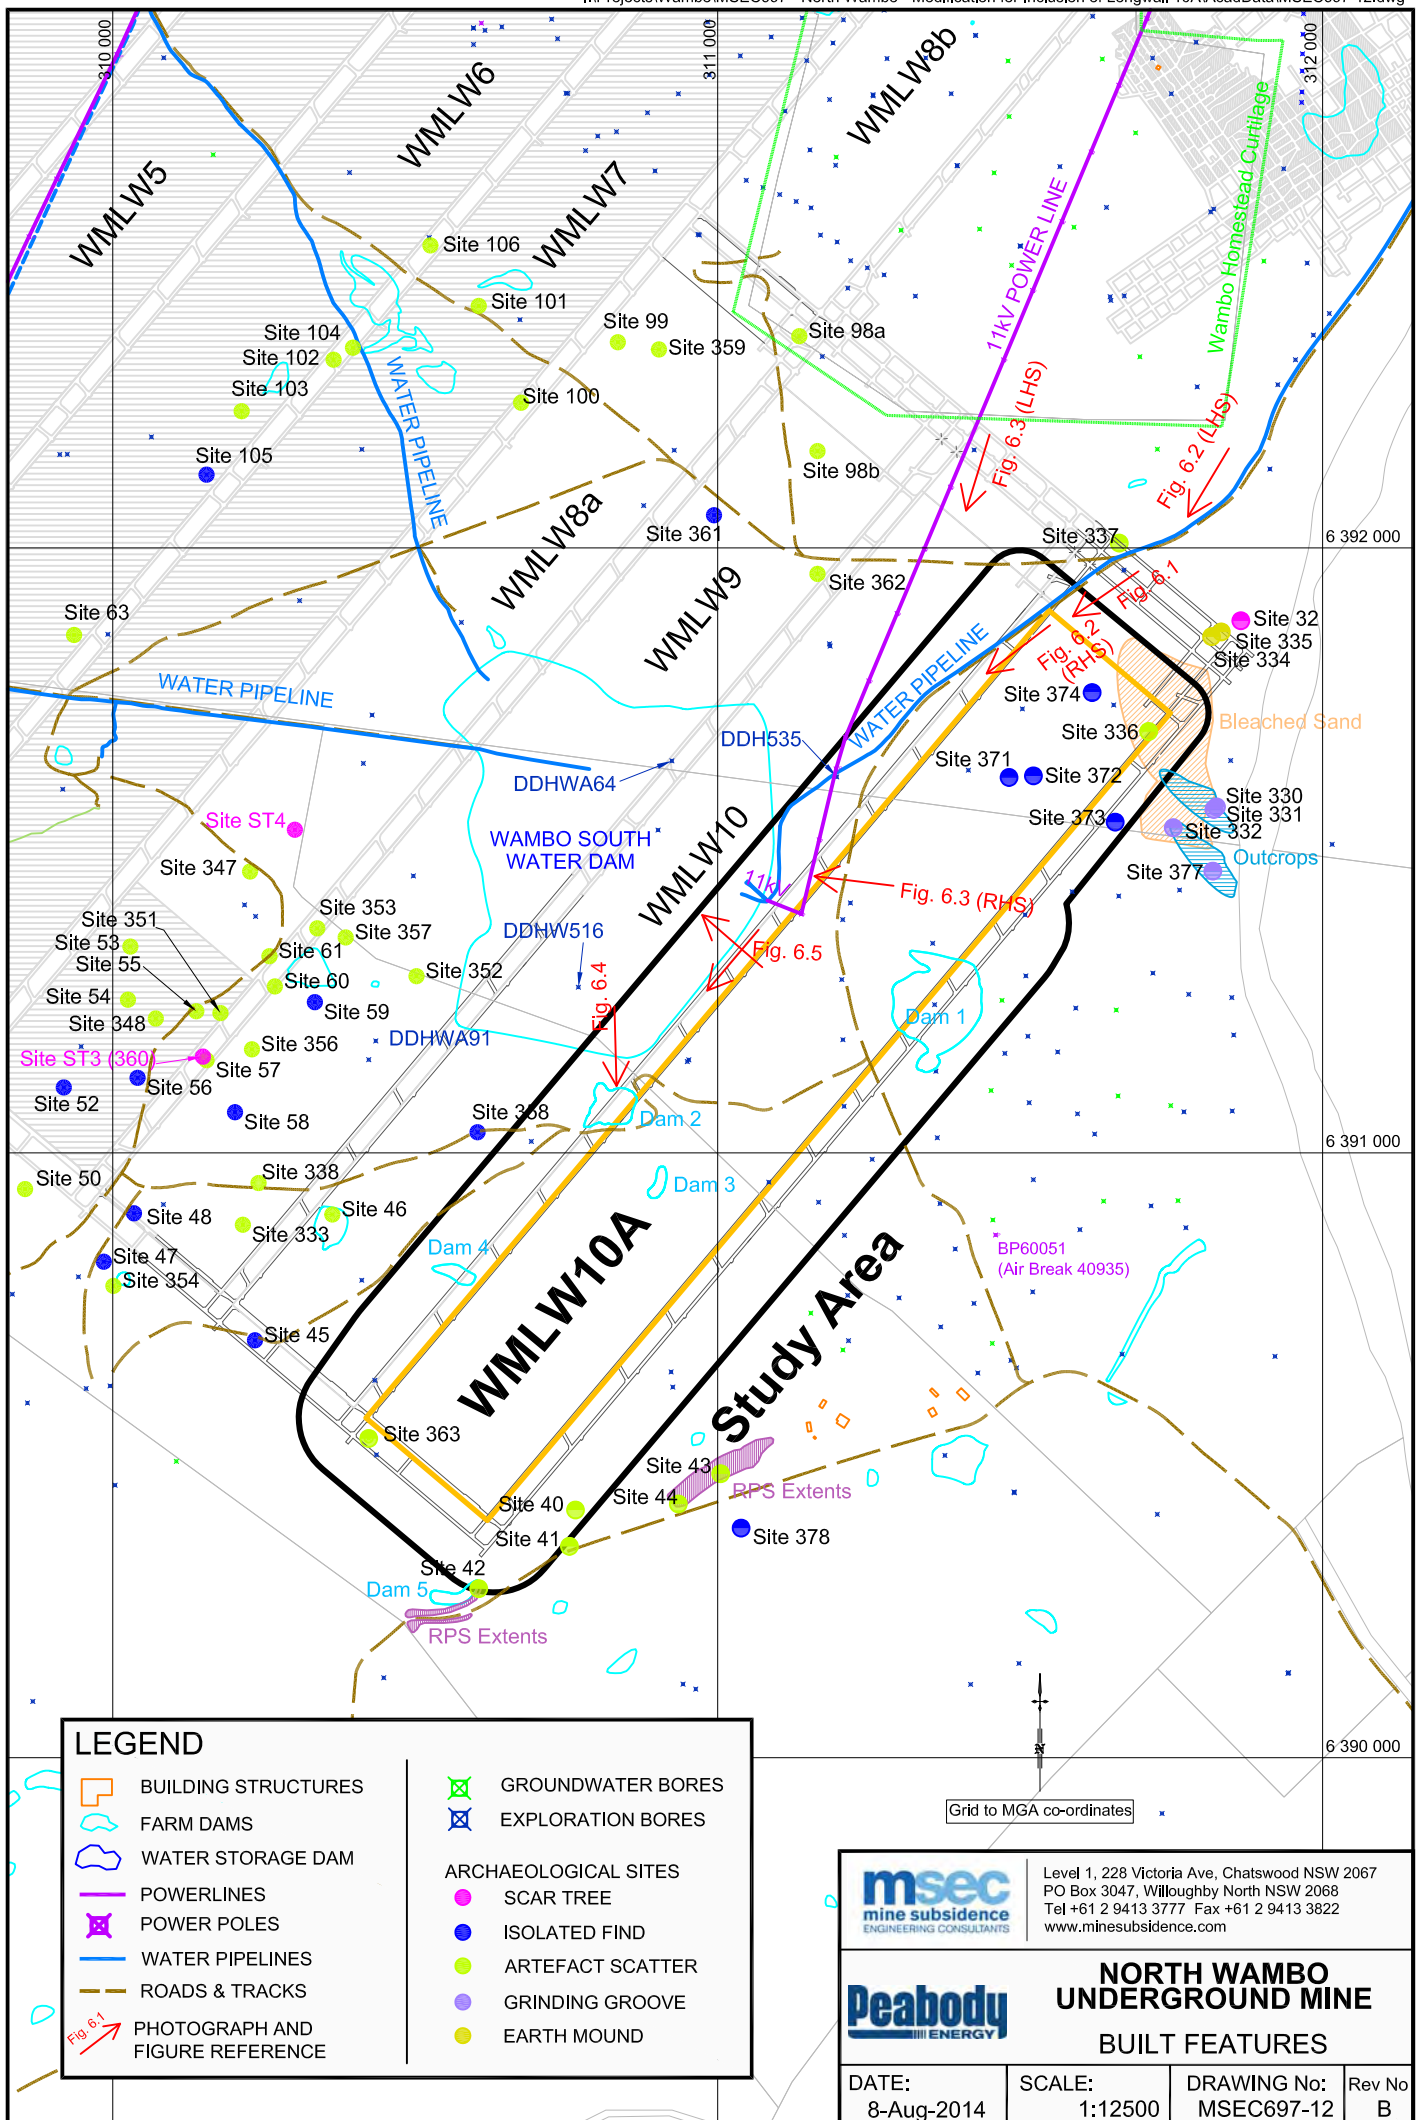 310 000
311 000
312 000
WMLW5
WMLW6
WMLW7
WMLW8b
Wambo Homestead Curtilage
11kV POWER LINE
Site 106
Site 101
Site 104
Site 102
Site 99
Site 359
Site 98a
Site 103
Site 100
WATER PIPELINE
Site 105
Site 98b
Fig. 6.3 (LHS)
Fig. 6.2 (LHS)
WMLW8a
Site 361
Site 337
6 392 000
WMLW9
Site 362
Fig. 6.1
Site 63
Site 32
Site 335
Site 334
Fig. 6.2
(RHS)
WATER PIPELINE
WATER PIPELINE
Site 374
Bleached Sand
Site 336
DDH535
Site 371
Site 372
DDHWA64
Site 330
Site 331
Site 373
Site 332
Site ST4
WAMBO SOUTH
WATER DAM
WMLW10
Outcrops
Site 347
Site 377
11kV
Fig. 6.3 (RHS)
Site 351
Site 353
Site 53
Site 357
DDHW516
Site 55
Site 61
Fig. 6.5
Site 60
Site 352
Site 54
Site 59
Fig. 6.4
Site 348
Dam 1
DDHWA91
Site 356
Site ST3 (360)
Site 57
Site 56
Site 52
Site 58
Site 358
Dam 2
6 391 000
Site 50
Site 338
Dam 3
Site 48
Site 46
Site 333
Dam 4
WMLW10A
Study Area
BP60051
(Air Break 40935)
Site 47
Site 354
Site 45
Site 363
Site 43
RPS Extents
Site 40
Site 44
Site 41
Site 378
Site 42
Dam 5
RPS Extents
N
6 390 000
Grid to MGA co-ordinates
LEGEND
BUILDING STRUCTURES
FARM DAMS
WATER STORAGE DAM
POWERLINES
POWER POLES
WATER PIPELINES
ROADS & TRACKS
Fig. 6.1
PHOTOGRAPH AND
FIGURE REFERENCE
GROUNDWATER BORES
EXPLORATION BORES
ARCHAEOLOGICAL SITES
SCAR TREE
ISOLATED FIND
ARTEFACT SCATTER
GRINDING GROOVE
EARTH MOUND
msec
mine subsidence
ENGINEERING CONSULTANTS
Level 1, 228 Victoria Ave, Chatswood NSW 2067
PO Box 3047, Willoughby North NSW 2068
Tel +61 2 9413 3777 Fax +61 2 9413 3822
www.minesubsidence.com
Peabody
ENERGY
NORTH WAMBO
UNDERGROUND MINE
BUILT FEATURES
DATE:
8-Aug-2014
SCALE:
1:12500
DRAWING No:
MSEC697-12
Rev No
B